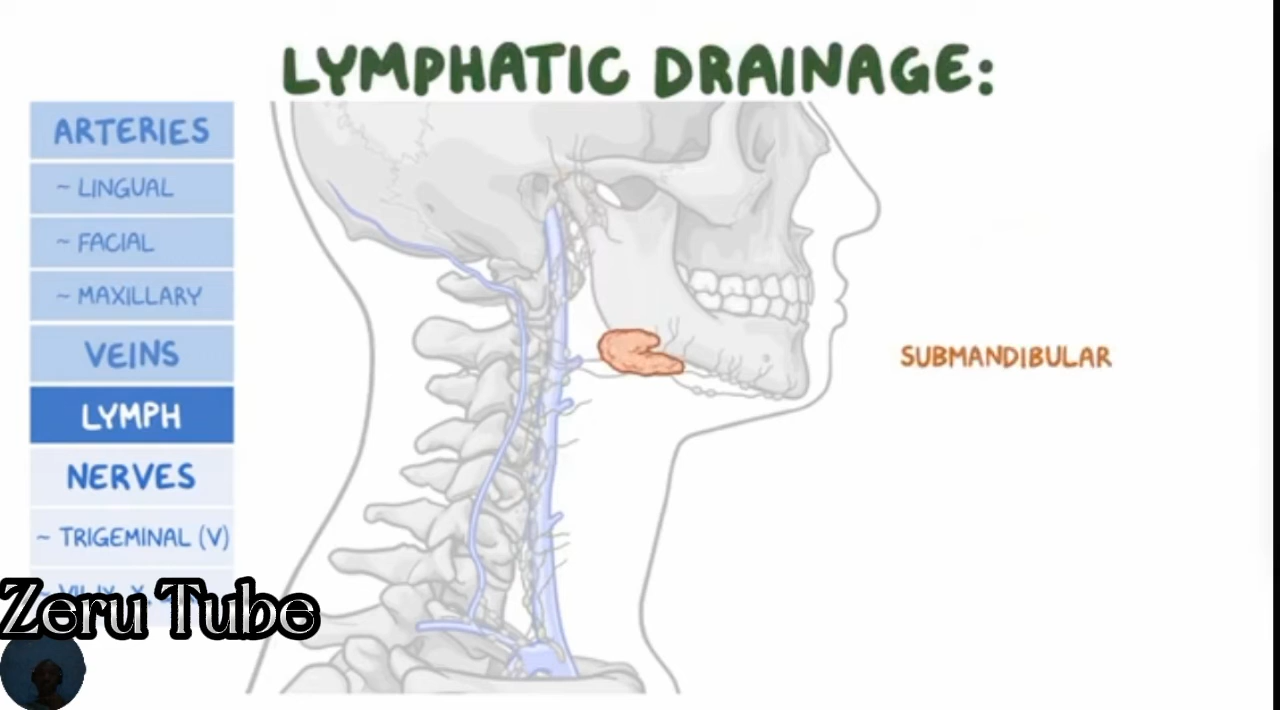 LYMPHATIC DRAINAGE:
ARTERIES
~ LINGUAL
~ FACIAL
~ MAXILLARY
VEINS
LYMPH
NERVES
~ TRIGEMINAL (V)
SUBMANDIBULAR
Zeru Tube